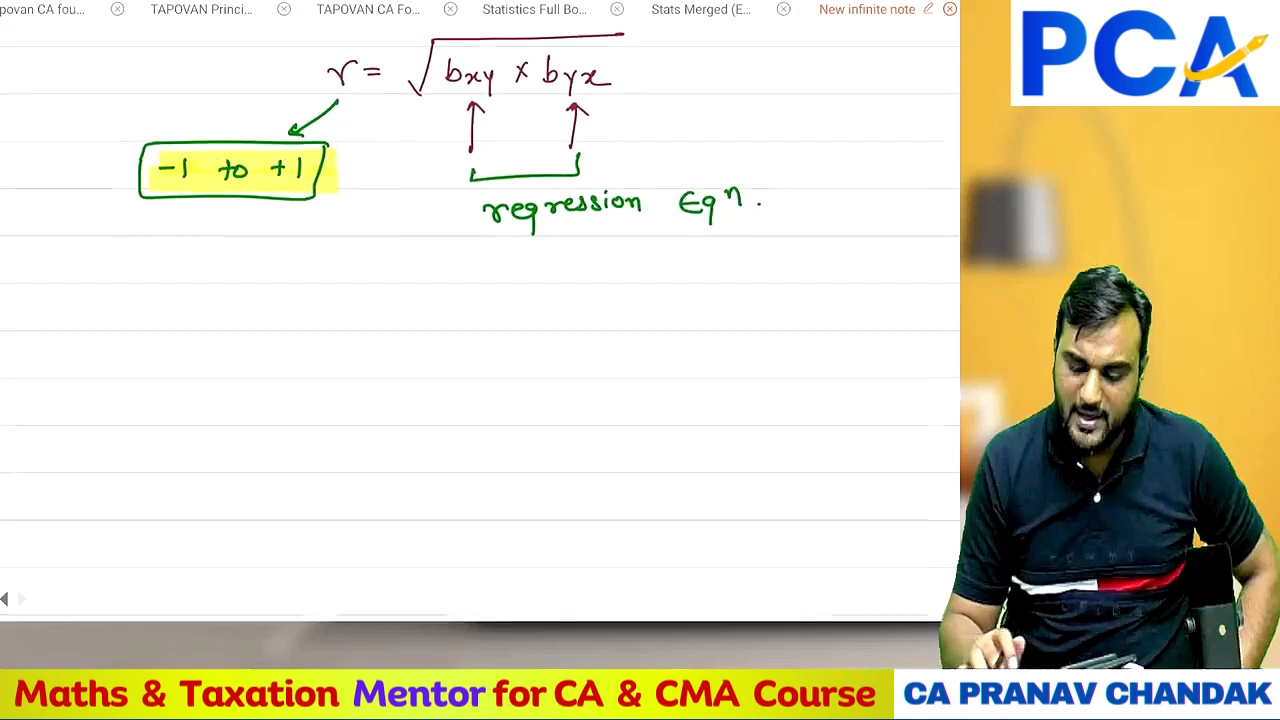 apovan CA fou...
TAPOVAN Princi...
TAPOVAN CA Fo...
Statistics Full Bo...
Stats Merged (E...
New infinite note
PCA
r = √bxy × byx
-1 to +1
regression Eqⁿ.
Maths & Taxation Mentor for CA & CMA Course
CA PRANAV CHANDAK